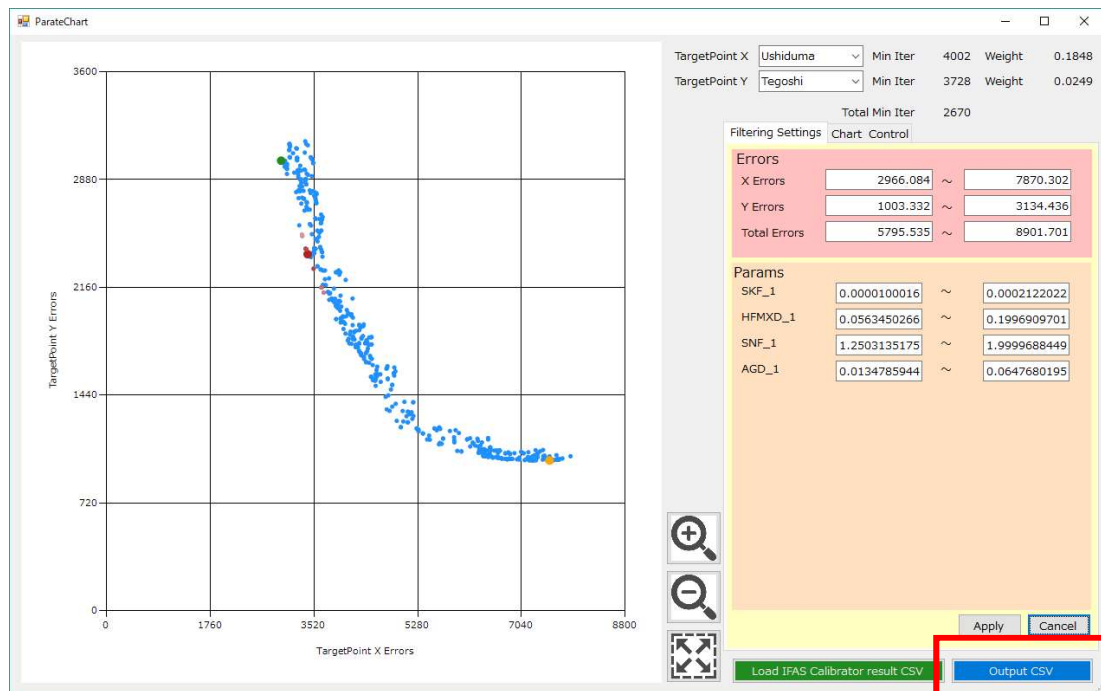 ParateChart
TargetPoint X Ushiduma Min Iter 4002 Weight 0.1848
TargetPoint Y Tegoshi Min Iter 3728 Weight 0.0249
Total Min Iter 2670
Filtering Settings Chart Control
Errors
X Errors 2966.084 ~ 7870.302
Y Errors 1003.332 ~ 3134.436
Total Errors 5795.535 ~ 8901.701
Params
SKF_1 0.0000100016 ~ 0.0002122022
HFMXD_1 0.0563450266 ~ 0.1996909701
SNF_1 1.2503135175 ~ 1.9999688449
AGD_1 0.0134785944 ~ 0.0647680195
Apply Cancel
Load IFAS Calibrator result CSV Output CSV
3600
2880
2160
1440
720
0
TargetPoint Y Errors
0 1760 3520 5280 7040 8800
TargetPoint X Errors